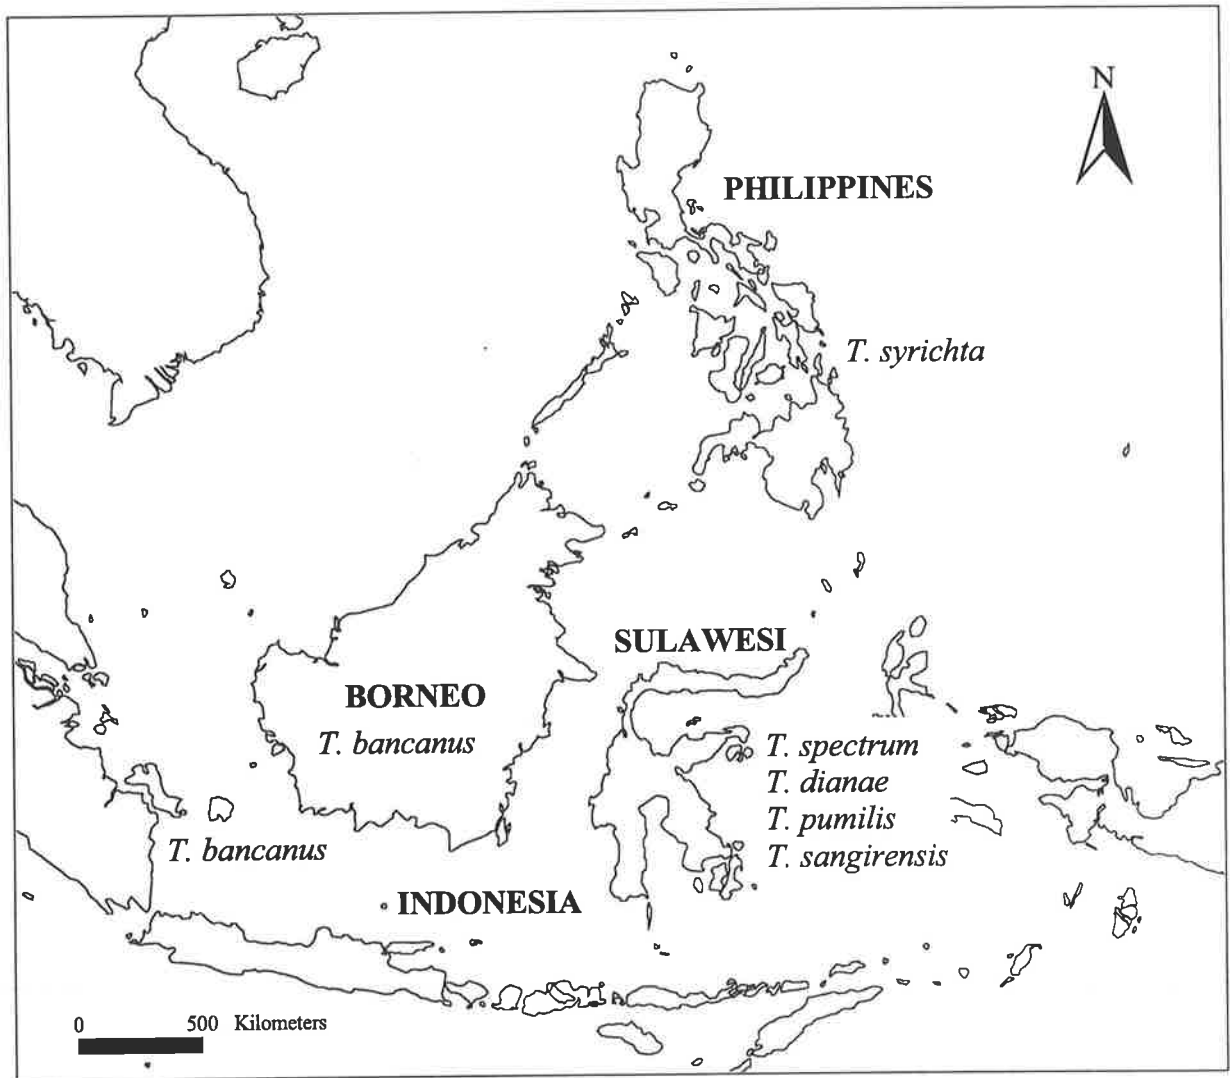 N
PHILIPPINES
T. syrichta
SULAWESI
BORNEO
T. bancanus
T. spectrum
T. dianae
T. pumilis
T. sangirensis
T. bancanus
INDONESIA
0 500 Kilometers